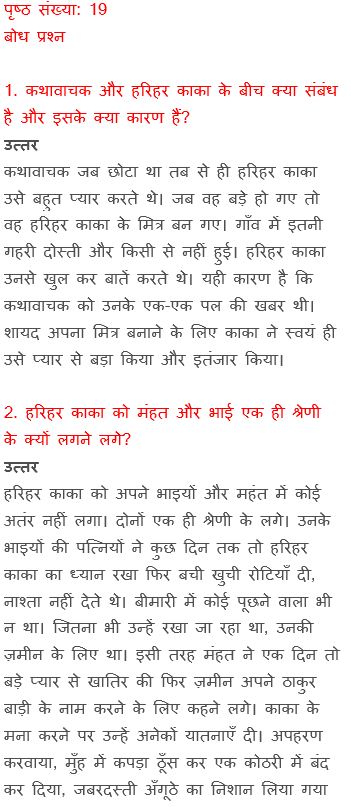 पृष्ठ संख्या: 19
बोध प्रश्न
1. कथावाचक और हरिहर काका के बीच क्या संबंध
है और इसके क्या कारण हैं?
उत्तर
कथावाचक जब छोटा था तब से ही हरिहर काका
उसे बहुत प्यार करते थे। जब वह बड़े हो गए तो
वह हरिहर काका के मित्र बन गए। गाँव में इतनी
गहरी दोस्ती और किसी से नहीं हुई। हरिहर काका
उनसे खुल कर बातें करते थे। यही कारण है कि
कथावाचक को उनके एक-एक पल की खबर थी।
शायद अपना मित्र बनाने के लिए काका ने स्वयं ही
उसे प्यार से बड़ा किया और इतंजार किया।
2. हरिहर काका को मंहत और भाई एक ही श्रेणी
के क्यों लगने लगे?
उत्तर
हरिहर काका को अपने भाइयों और महंत में कोई
अतंर नहीं लगा। दोनों एक ही श्रेणी के लगे। उनके
भाइयों की पत्नियों ने कुछ दिन तक तो हरिहर
काका का ध्यान रखा फिर बची खुची रोटियाँ दी,
नाश्ता नहीं देते थे। बीमारी में कोई पूछने वाला भी
न था। जितना भी उन्हें रखा जा रहा था, उनकी
ज़मीन के लिए था। इसी तरह मंहत ने एक दिन तो
बड़े प्यार से खातिर की फिर ज़मीन अपने ठाकुर
बाड़ी के नाम करने के लिए कहने लगे। काका के
मना करने पर उन्हें अनेकों यातनाएँ दी। अपहरण
करवाया, मुँह में कपड़ा ठूँस कर एक कोठरी में बंद
कर दिया, जबरदस्ती अँगूठे का निशान लिया गया